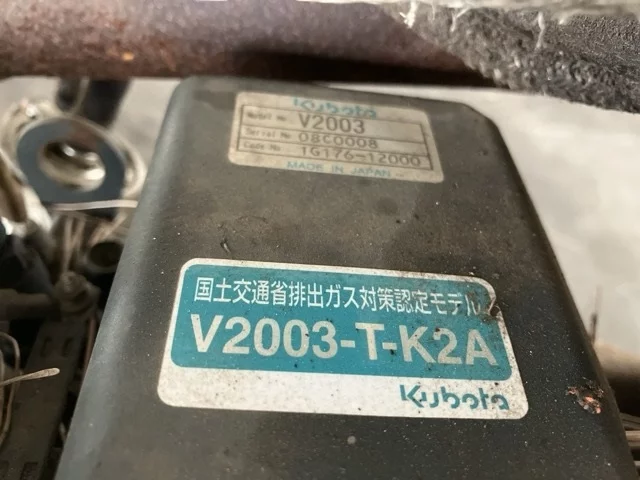 Kubota
Model No V2003
Serial No 08C0008
Code No 1G176-12000
MADE IN JAPAN
国土交通省排出ガス対策認定モデル
V2003-T-K2A
Kubota